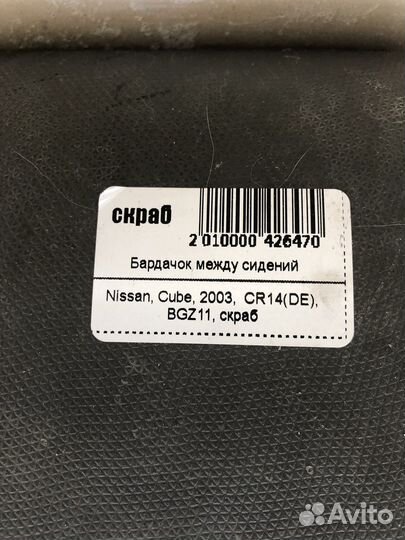 скраб
2 010000 426470
Бардачок между сидений
Nissan, Cube, 2003, CR14(DE),
BGZ11, скраб
Avito